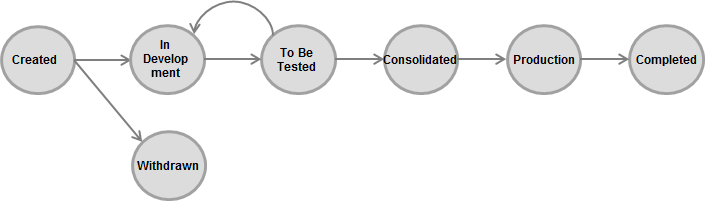 Created
In
Develop
ment
To Be
Tested
Consolidated
Production
Completed
Withdrawn